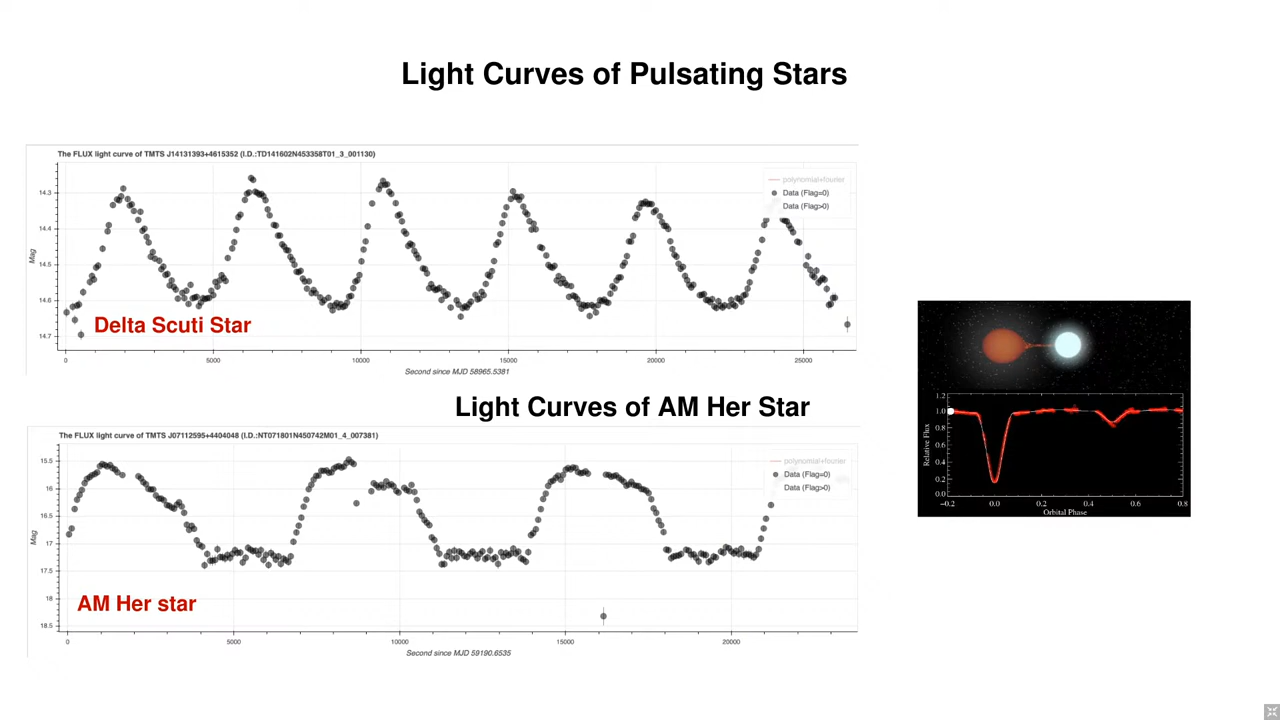 Light Curves of Pulsating Stars
The FLUX light curve of TMTS J14131393+4615352 (I.D.:TD141602N453358T01_3_001130)
polynomial+fourier
Data (Flag=0)
Data (Flag>0)
Mag
14.3
14.4
14.5
14.6
14.7
Delta Scuti Star
0 5000 10000 15000 20000 25000
Second since MJD 58965.5381
Light Curves of AM Her Star
The FLUX light curve of TMTS J07112595+4404048 (I.D.:NT071801N450742M01_4_007381)
polynomial+fourier
Data (Flag=0)
Data (Flag>0)
Mag
15.5
16
17
17.5
18
18.5
AM Her star
0 5000 10000 15000 20000
Second since MJD 59190.6535
Relative Flux
1.2
1.0
0.8
0.6
0.4
0.2
0.0
−0.2 0.0 0.2 0.4 0.6 0.8
Orbital Phase